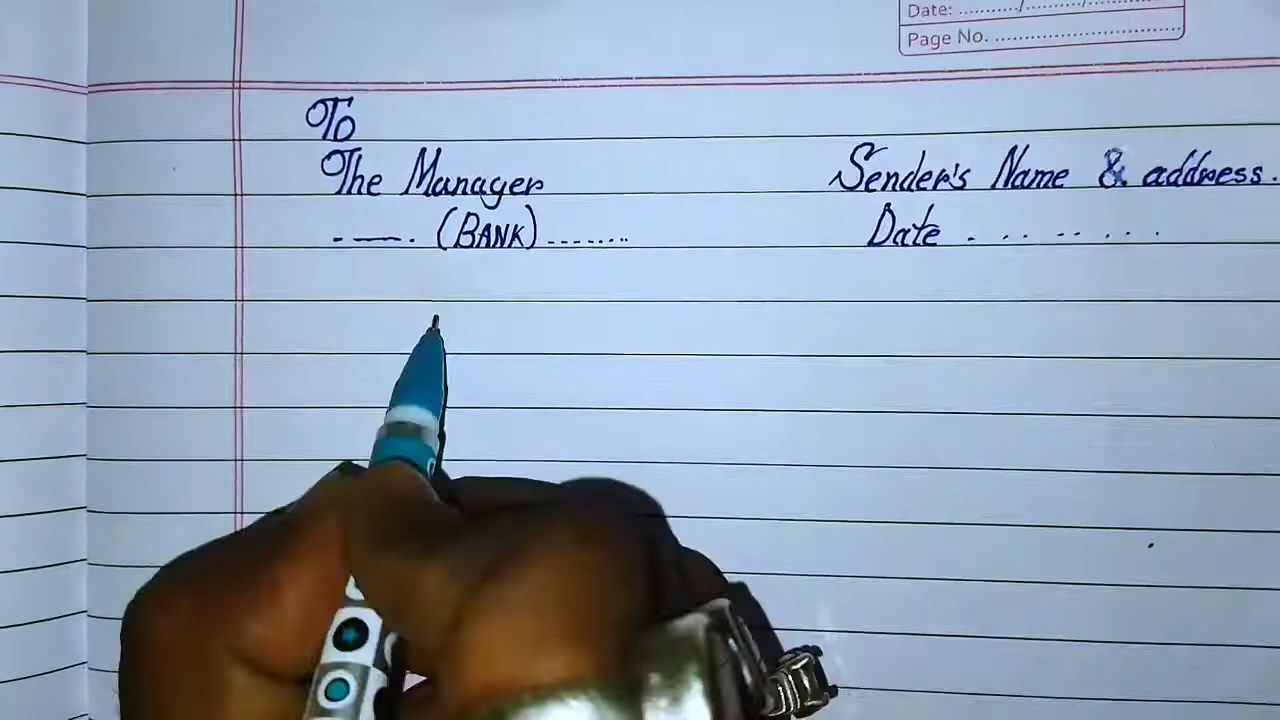 Date: ........../........../..........
Page No. ................................
To
The Manager
Sender's Name & address.
-.——. (BANK)........
Date . . . . . . . .